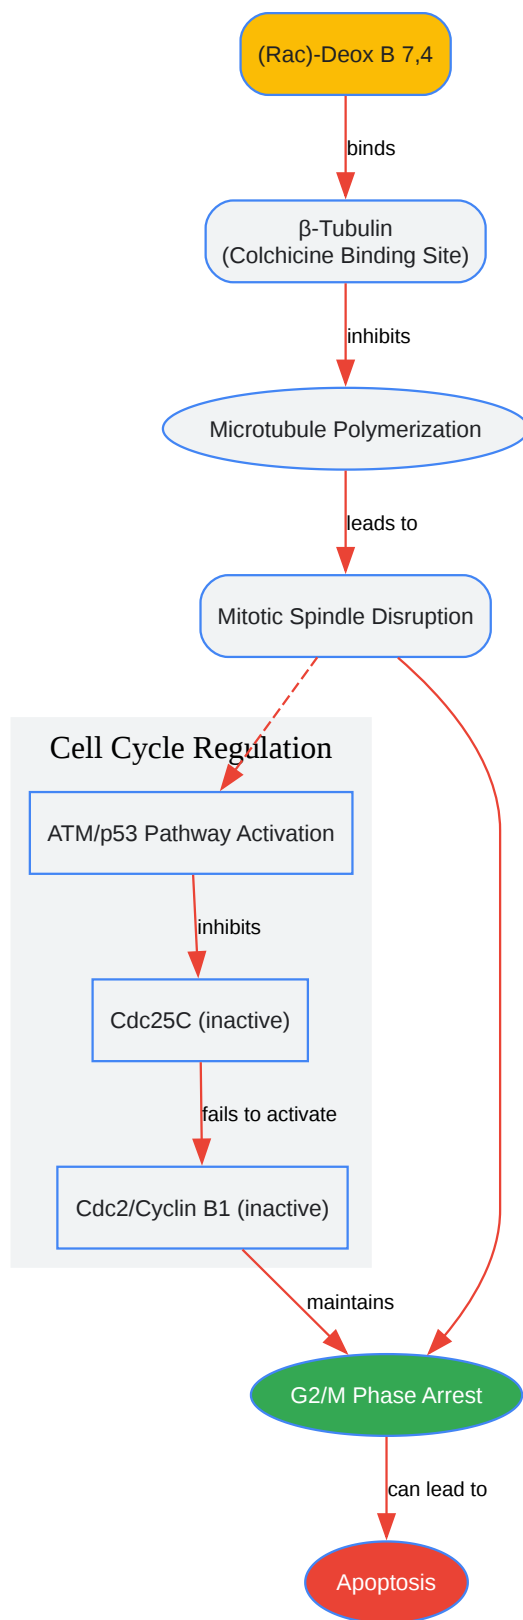 (Rac)-Deox B 7,4
binds
β-Tubulin
(Colchicine Binding Site)
inhibits
Microtubule Polymerization
leads to
Mitotic Spindle Disruption
Cell Cycle Regulation
ATM/p53 Pathway Activation
inhibits
Cdc25C (inactive)
fails to activate
Cdc2/Cyclin B1 (inactive)
maintains
G2/M Phase Arrest
can lead to
Apoptosis